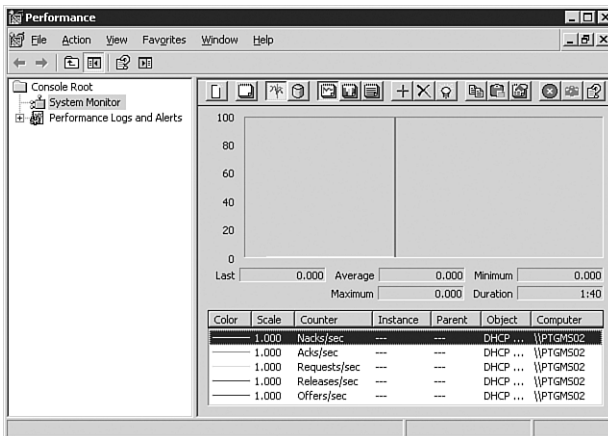 Performance
File Action View Favorites Window Help
Console Root
System Monitor
Performance Logs and Alerts
100
80
60
40
20
0
Last 0.000 Average 0.000 Minimum 0.000
Maximum 0.000 Duration 1:40
Color Scale Counter Instance Parent Object Computer
1.000 Nacks/sec --- --- DHCP ... \\PTGMS02
1.000 Acks/sec --- --- DHCP ... \\PTGMS02
1.000 Requests/sec --- --- DHCP ... \\PTGMS02
1.000 Releases/sec --- --- DHCP ... \\PTGMS02
1.000 Offers/sec --- --- DHCP ... \\PTGMS02